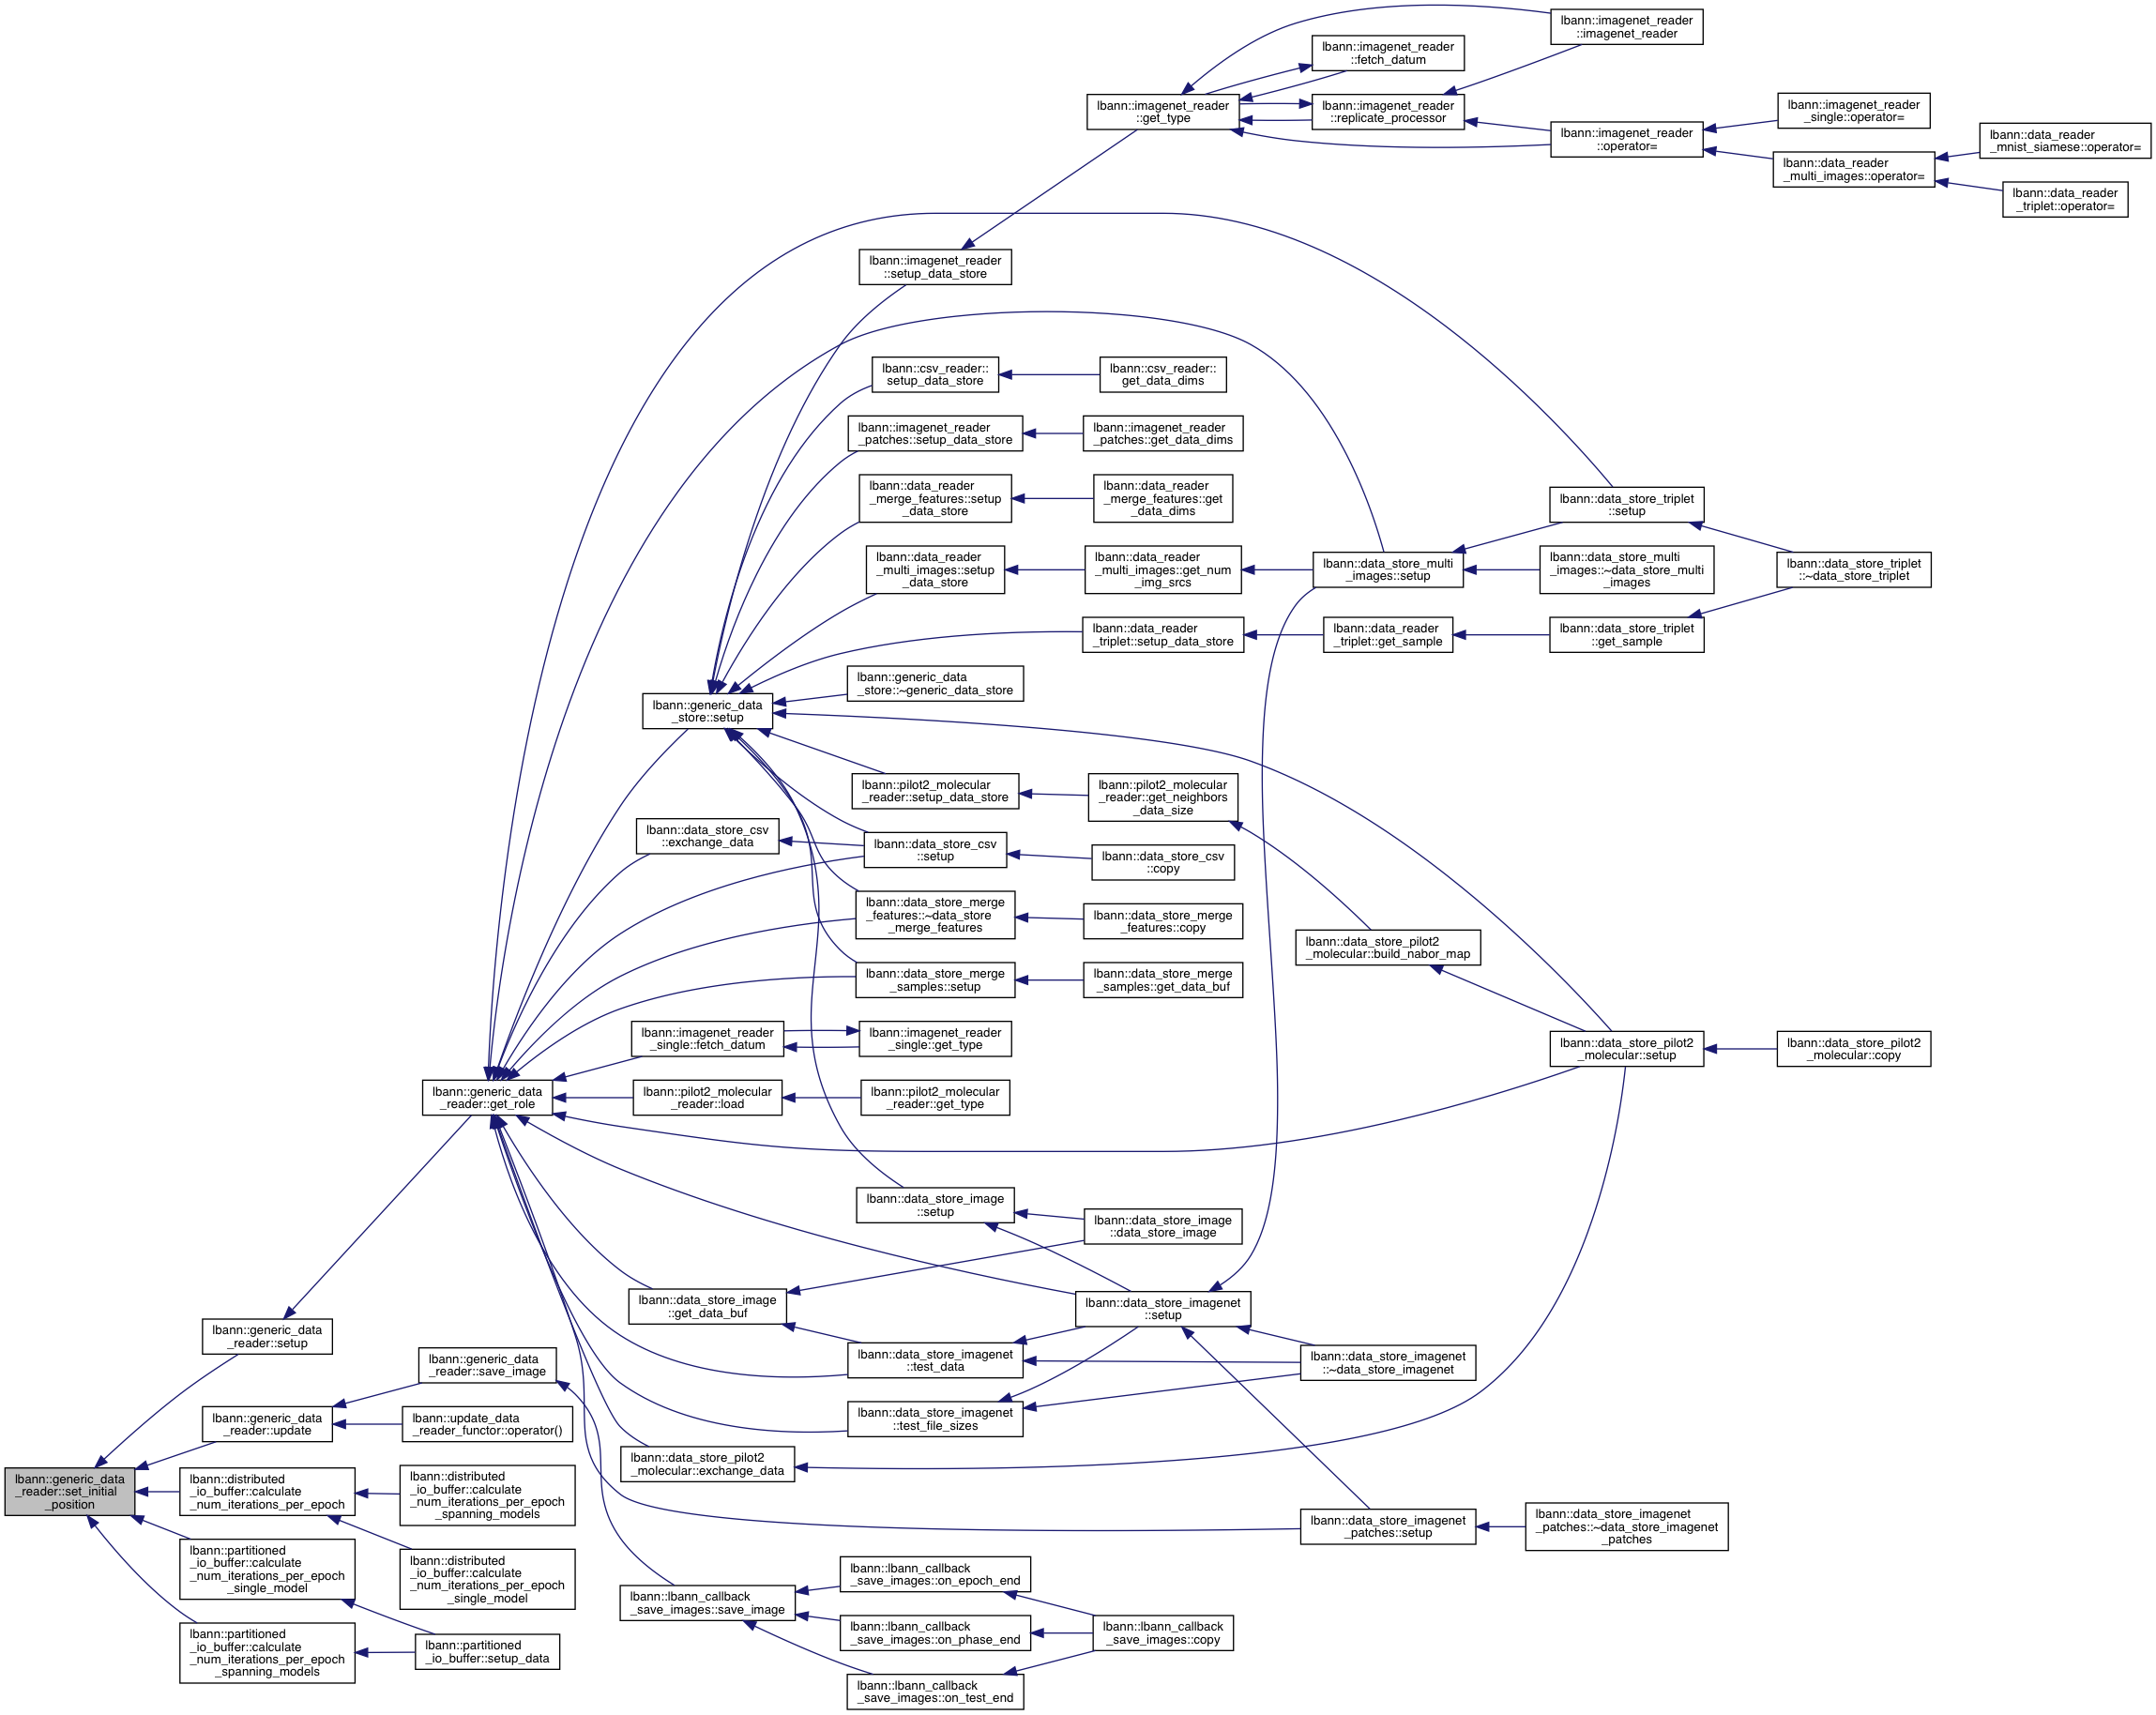 lbann::imagenet_reader
::imagenet_reader
lbann::imagenet_reader
::fetch_datum
lbann::imagenet_reader
::get_type
lbann::imagenet_reader
::replicate_processor
lbann::imagenet_reader
::operator=
lbann::imagenet_reader
_single::operator=
lbann::data_reader
_multi_images::operator=
lbann::data_reader
_mnist_siamese::operator=
lbann::data_reader
_triplet::operator=
lbann::imagenet_reader
::setup_data_store
lbann::csv_reader::
setup_data_store
lbann::csv_reader::
get_data_dims
lbann::imagenet_reader
_patches::setup_data_store
lbann::imagenet_reader
_patches::get_data_dims
lbann::data_reader
_merge_features::setup
_data_store
lbann::data_reader
_merge_features::get
_data_dims
lbann::data_store_triplet
::setup
lbann::data_reader
_multi_images::setup
_data_store
lbann::data_reader
_multi_images::get_num
_img_srcs
lbann::data_store_multi
_images::setup
lbann::data_store_multi
_images::~data_store_multi
_images
lbann::data_store_triplet
::~data_store_triplet
lbann::data_reader
_triplet::setup_data_store
lbann::data_reader
_triplet::get_sample
lbann::data_store_triplet
::get_sample
lbann::generic_data
_store::~generic_data_store
lbann::generic_data
_store::setup
lbann::pilot2_molecular
_reader::setup_data_store
lbann::pilot2_molecular
_reader::get_neighbors
_data_size
lbann::data_store_csv
::exchange_data
lbann::data_store_csv
::setup
lbann::data_store_csv
::copy
lbann::data_store_merge
_features::~data_store
_merge_features
lbann::data_store_merge
_features::copy
lbann::data_store_pilot2
_molecular::build_nabor_map
lbann::data_store_merge
_samples::setup
lbann::data_store_merge
_samples::get_data_buf
lbann::imagenet_reader
_single::fetch_datum
lbann::imagenet_reader
_single::get_type
lbann::data_store_pilot2
_molecular::setup
lbann::data_store_pilot2
_molecular::copy
lbann::generic_data
_reader::get_role
lbann::pilot2_molecular
_reader::load
lbann::pilot2_molecular
_reader::get_type
lbann::data_store_image
::setup
lbann::data_store_image
::data_store_image
lbann::data_store_image
::get_data_buf
lbann::data_store_imagenet
::setup
lbann::generic_data
_reader::setup
lbann::data_store_imagenet
::test_data
lbann::data_store_imagenet
::~data_store_imagenet
lbann::generic_data
_reader::save_image
lbann::generic_data
_reader::update
lbann::update_data
_reader_functor::operator()
lbann::data_store_imagenet
::test_file_sizes
lbann::data_store_pilot2
_molecular::exchange_data
lbann::generic_data
_reader::set_initial
_position
lbann::distributed
_io_buffer::calculate
_num_iterations_per_epoch
lbann::distributed
_io_buffer::calculate
_num_iterations_per_epoch
_spanning_models
lbann::data_store_imagenet
_patches::setup
lbann::data_store_imagenet
_patches::~data_store_imagenet
_patches
lbann::partitioned
_io_buffer::calculate
_num_iterations_per_epoch
_single_model
lbann::distributed
_io_buffer::calculate
_num_iterations_per_epoch
_single_model
lbann::lbann_callback
_save_images::save_image
lbann::lbann_callback
_save_images::on_epoch_end
lbann::lbann_callback
_save_images::on_phase_end
lbann::lbann_callback
_save_images::copy
lbann::partitioned
_io_buffer::calculate
_num_iterations_per_epoch
_spanning_models
lbann::partitioned
_io_buffer::setup_data
lbann::lbann_callback
_save_images::on_test_end